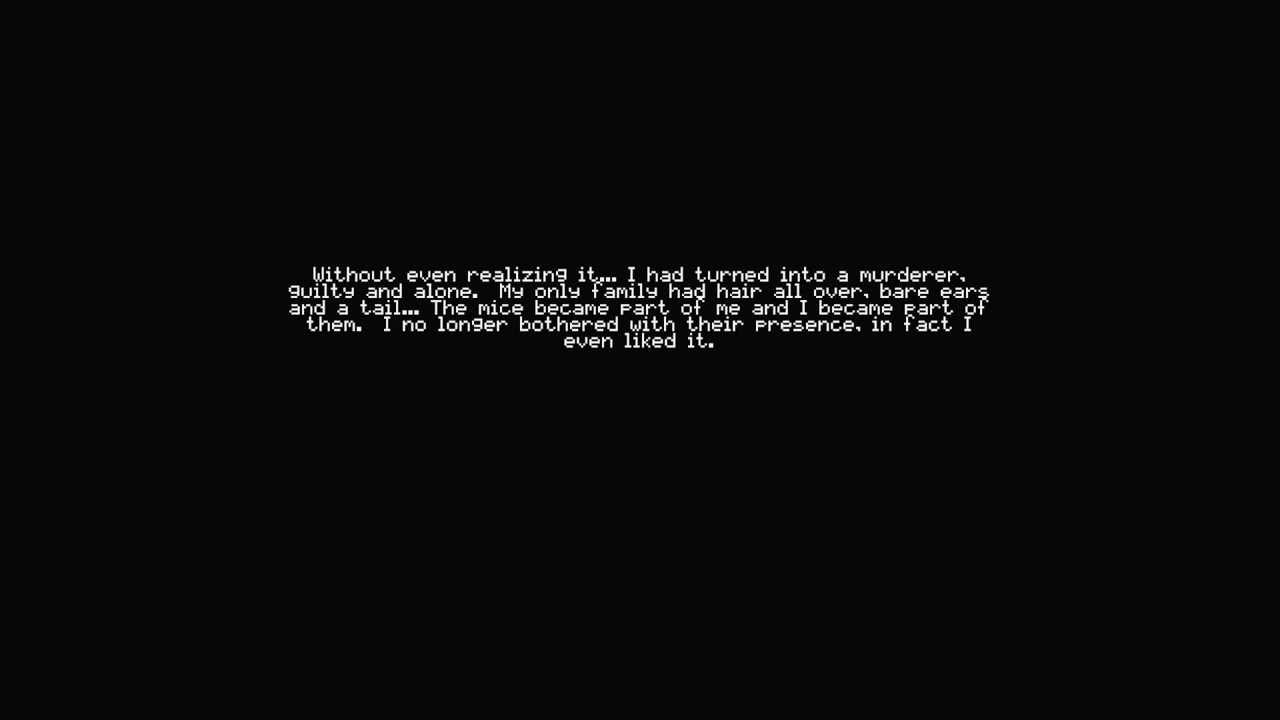 Without even realizing it... I had turned into a murderer,
guilty and alone.  My only family had hair all over, bare ears
and a tail... The mice became part of me and I became part of
them.  I no longer bothered with their presence, in fact I
even liked it.